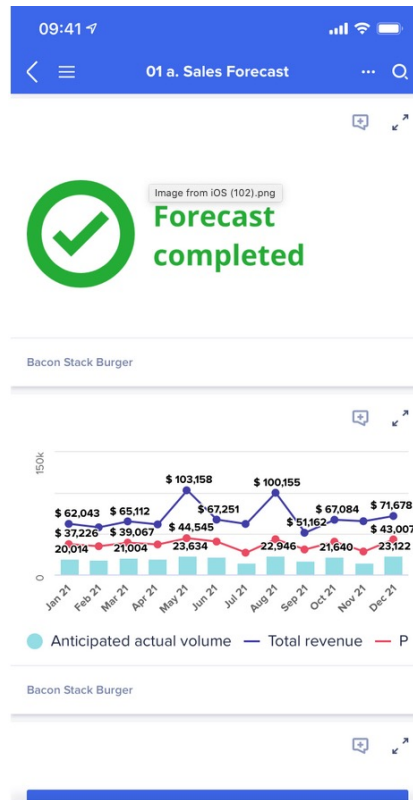 09:41
01 a. Sales Forecast
Image from iOS (102).png
Forecast
completed
Bacon Stack Burger
150k
$ 103,158
$ 100,155
$ 62,043
$ 65,112
$ 67,251
$ 67,084
$ 71,678
$ 51,162
$ 37,226
$ 39,067
$ 44,545
$ 43,007
20,014
21,004
23,634
22,946
21,640
23,122
0
Jan 21
Feb 21
Mar 21
Apr 21
May 21
Jun 21
Jul 21
Aug 21
Sep 21
Oct 21
Nov 21
Dec 21
Anticipated actual volume
Total revenue
P
Bacon Stack Burger